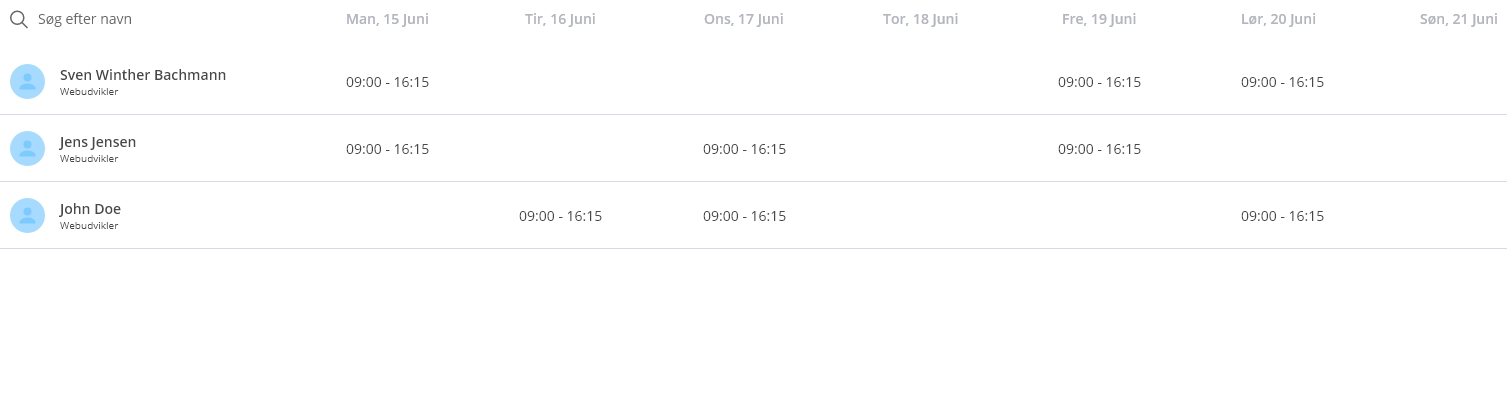 Søg efter navn Man, 15 Juni Tir, 16 Juni Ons, 17 Juni Tor, 18 Juni Fre, 19 Juni Lør, 20 Juni Søn, 21 Juni
Sven Winther Bachmann
Webudvikler
09:00 - 16:15 09:00 - 16:15 09:00 - 16:15
Jens Jensen
Webudvikler
09:00 - 16:15 09:00 - 16:15 09:00 - 16:15
John Doe
Webudvikler
09:00 - 16:15 09:00 - 16:15 09:00 - 16:15